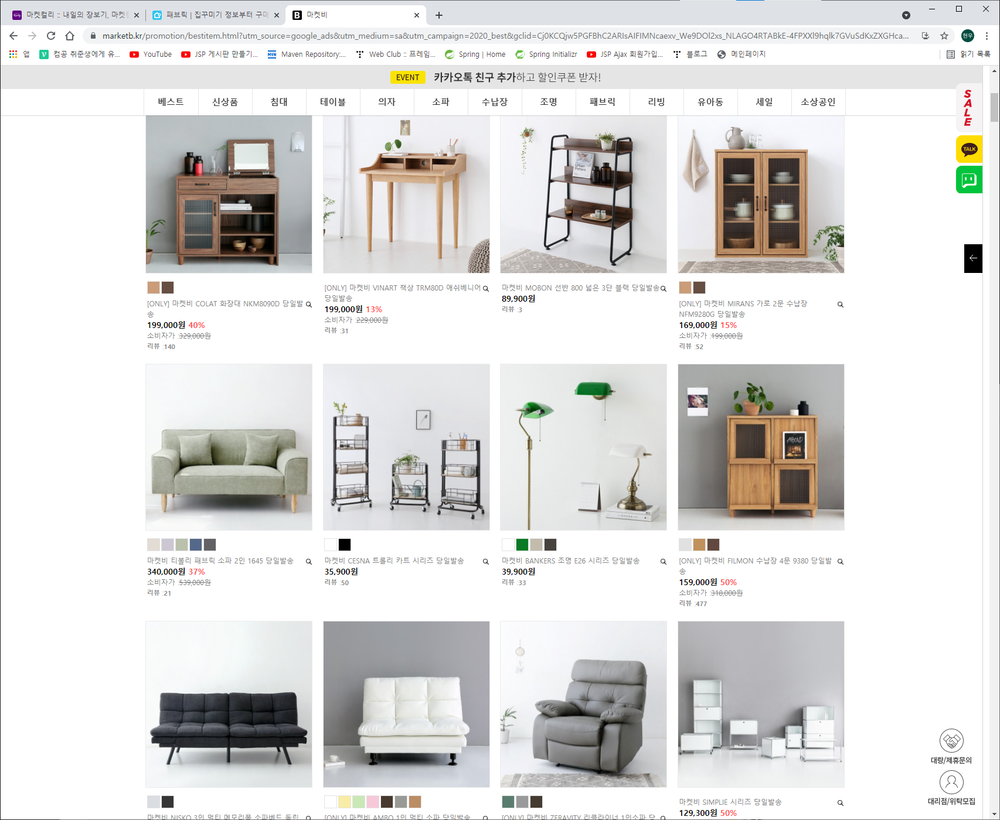 마켓컬리 :: 내일의 장보기, 마켓
패브릭 | 집꾸미기 정보부터 구매
마켓비
marketb.kr/promotion/bestitem.html?utm_source=google_ads&utm_medium=sa&utm_campaign=2020_best&gclid=Cj0KCQjw5PGFBhC2ARIsAIFIMNcaexv_We9DOl2xs_NLAGO4RTABkE-4FPXXl9hqlk7GVuSdKxZXGHca...
현우
앱
컴공 취준생에게 유...
YouTube
JSP 게시판 만들기...
Maven Repository:...
Web Club :: 프레임...
Spring | Home
Spring Initializr
JSP Ajax 회원가입...
블로그
메인페이지
읽기 목록
EVENT 카카오톡 친구 추가하고 할인쿠폰 받자!
베스트 신상품 침대 테이블 의자 소파 수납장 조명 패브릭 리빙 유아동 세일 소상공인
SALE
TALK
[ONLY] 마켓비 COLAT 화장대 NKM8090D 당일발
송
199,000원 40%
소비자가 :329,000원
리뷰 :140
[ONLY] 마켓비 VINART 책상 TRM80D 애쉬베니어
당일발송
199,000원 13%
소비자가 :229,000원
리뷰 :31
Urban
Potters
마켓비 MOBON 선반 800 넓은 3단 블랙 당일발송
89,900원
리뷰 :3
[ONLY] 마켓비 MIRANS 가로 2문 수납장
NFM9280G 당일발송
169,000원 15%
소비자가 :199,000원
리뷰 :52
마켓비 티볼리 패브릭 소파 2인 1645 당일발송
340,000원 37%
소비자가 :539,000원
리뷰 :21
마켓비 CESNA 트롤리 카트 시리즈 당일발송
35,900원
리뷰 :50
마켓비 BANKERS 조명 E26 시리즈 당일발송
39,900원
리뷰 :33
AROUND
[ONLY] 마켓비 FILMON 수납장 4문 9380 당일발
송
159,000원 50%
소비자가 :318,000원
리뷰 :477
마켓비 NISKO 3인 멀티 메모리폼 소파베드 독립
[ONLY] 마켓비 AMBO 1인 멀티 소파 당일발송
[ONLY] 마켓비 ZERAVITY 리클라이너 1인소파 당
마켓비 SIMPLIE 시리즈 당일발송
129,300원 50%
대량/제휴문의
대리점/위탁모집